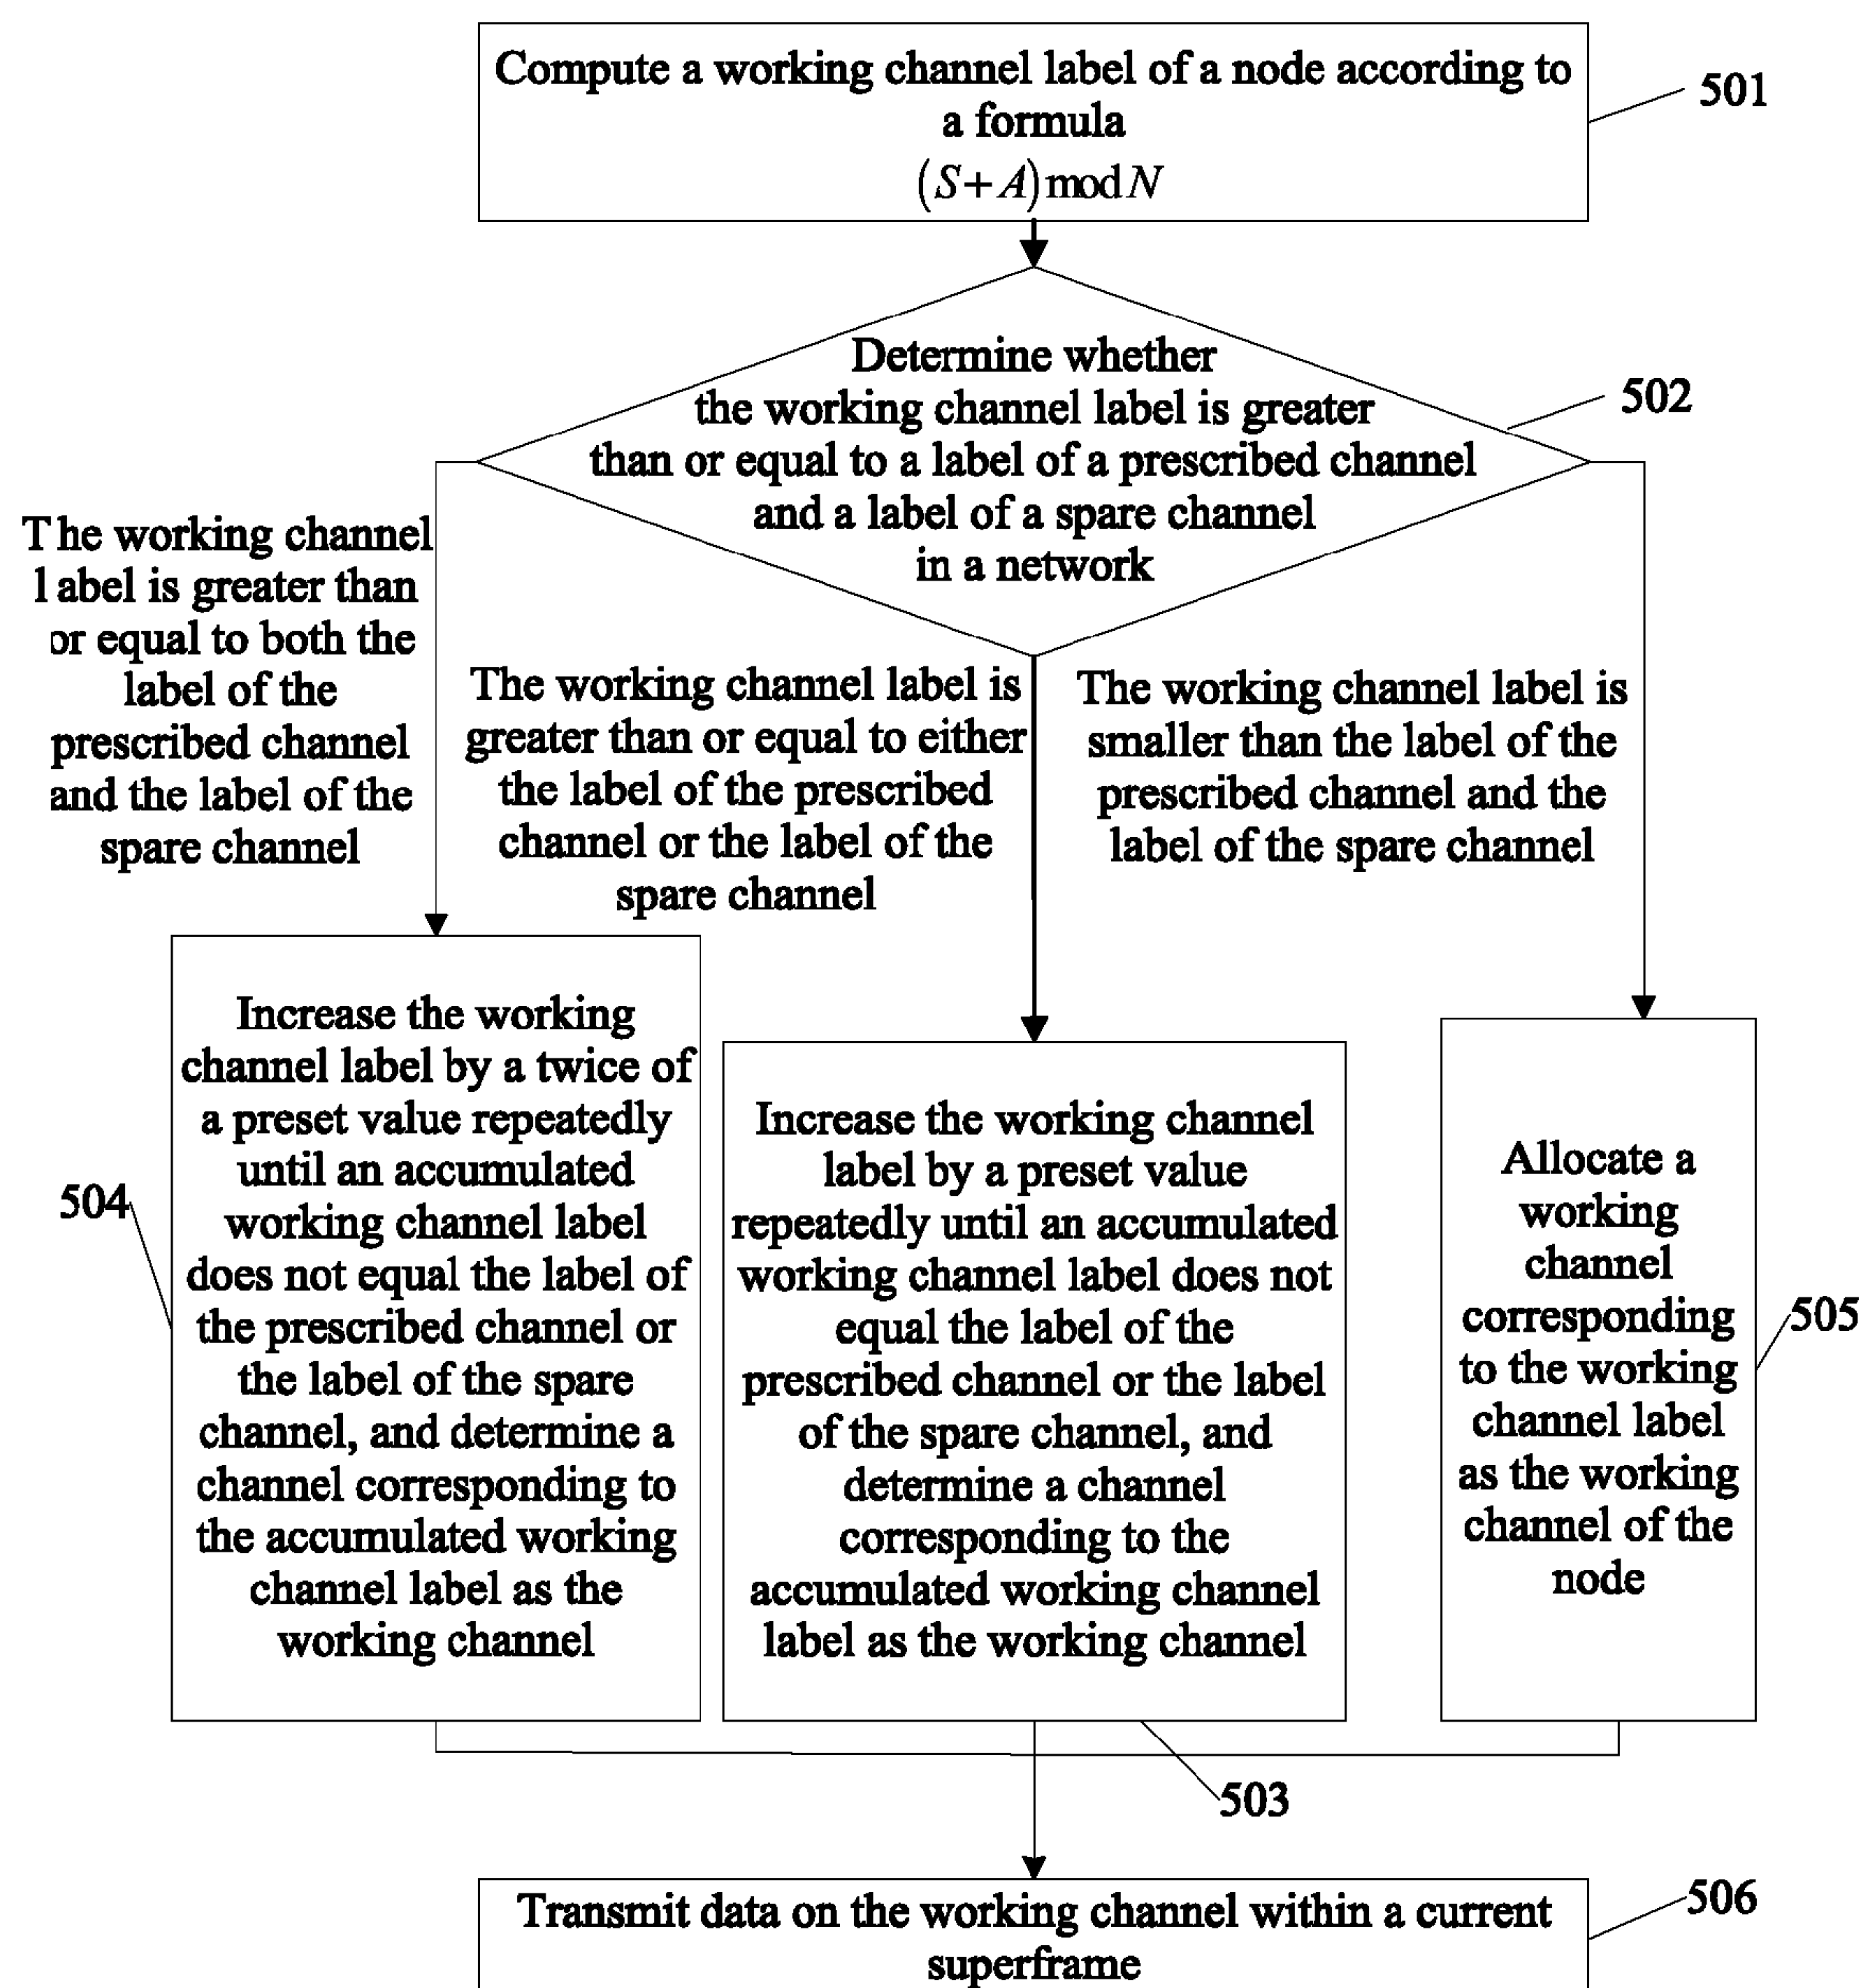 Compute a working channel label of a node according to
a formula
(S+A)mod N
501
Determine whether
the working channel label is greater
than or equal to a label of a prescribed channel
and a label of a spare channel
in a network
502
The working channel
label is greater than
or equal to both the
label of the
prescribed channel
and the label of the
spare channel
The working channel label is
greater than or equal to either
the label of the prescribed
channel or the label of the
spare channel
The working channel label is
smaller than the label of the
prescribed channel and the
label of the spare channel
Increase the working
channel label by a twice of
a preset value repeatedly
until an accumulated
working channel label
does not equal the label of
the prescribed channel or
the label of the spare
channel, and determine a
channel corresponding to
the accumulated working
channel label as the
working channel
504
Increase the working channel
label by a preset value
repeatedly until an accumulated
working channel label does not
equal the label of the
prescribed channel or the label
of the spare channel, and
determine a channel
corresponding to the
accumulated working channel
label as the working channel
503
Allocate a
working
channel
corresponding
to the working
channel label
as the working
channel of the
node
505
Transmit data on the working channel within a current
superframe
506